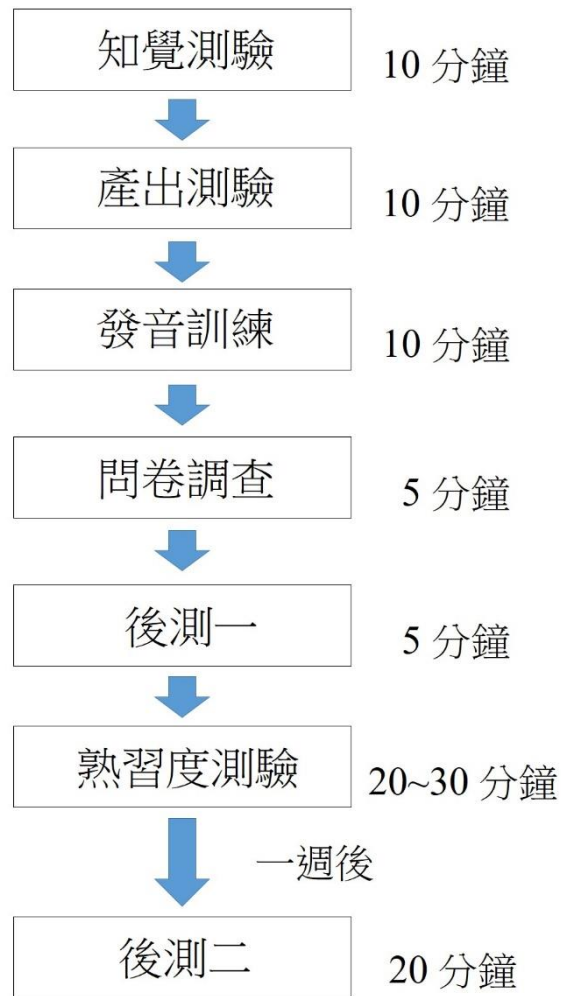 知覺測驗 10 分鐘
產出測驗 10 分鐘
發音訓練 10 分鐘
問卷調查 5 分鐘
後測一 5 分鐘
熟習度測驗 20~30 分鐘
一週後
後測二 20 分鐘